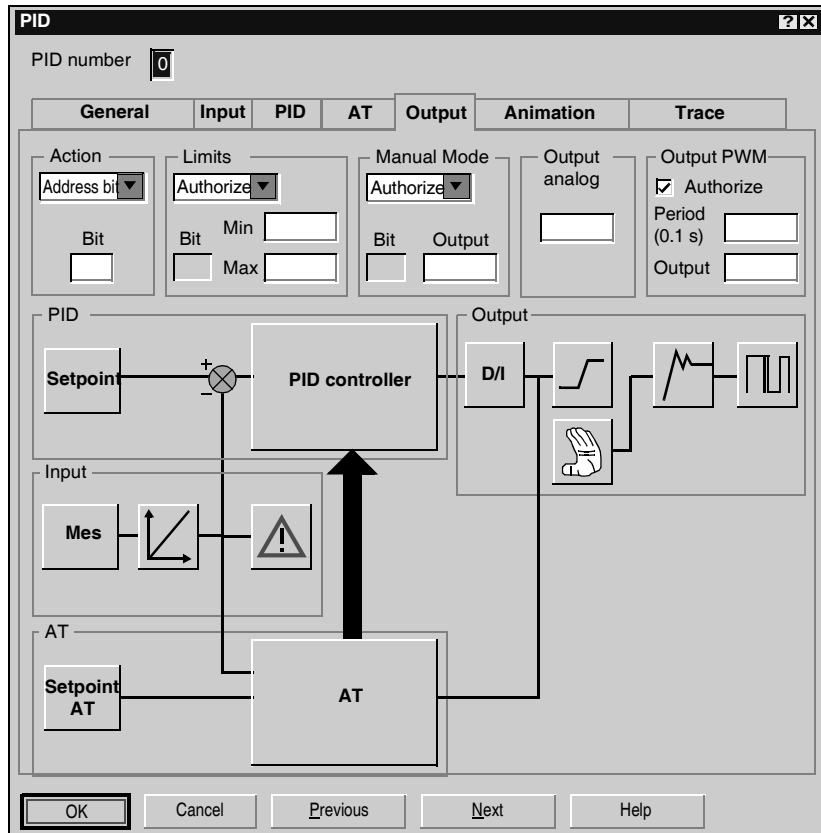 PID
PID number 0
General Input PID AT Output Animation Trace
Action
Address bit
Bit
Limits
Authorize
Bit
Min
Max
Manual Mode
Authorize
Bit Output
Output
analog
Output PWM
Authorize
Period
(0.1 s)
Output
PID
Setpoint
+
−
PID controller
Output
D/I
Input
Mes
AT
Setpoint
AT
AT
OK Cancel Previous Next Help